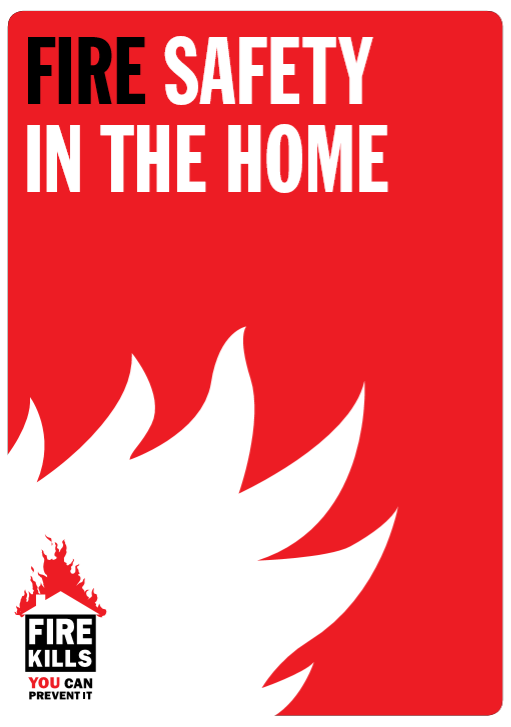 FIRE SAFETY
IN THE HOME
FIRE
KILLS
YOU CAN
PREVENT IT